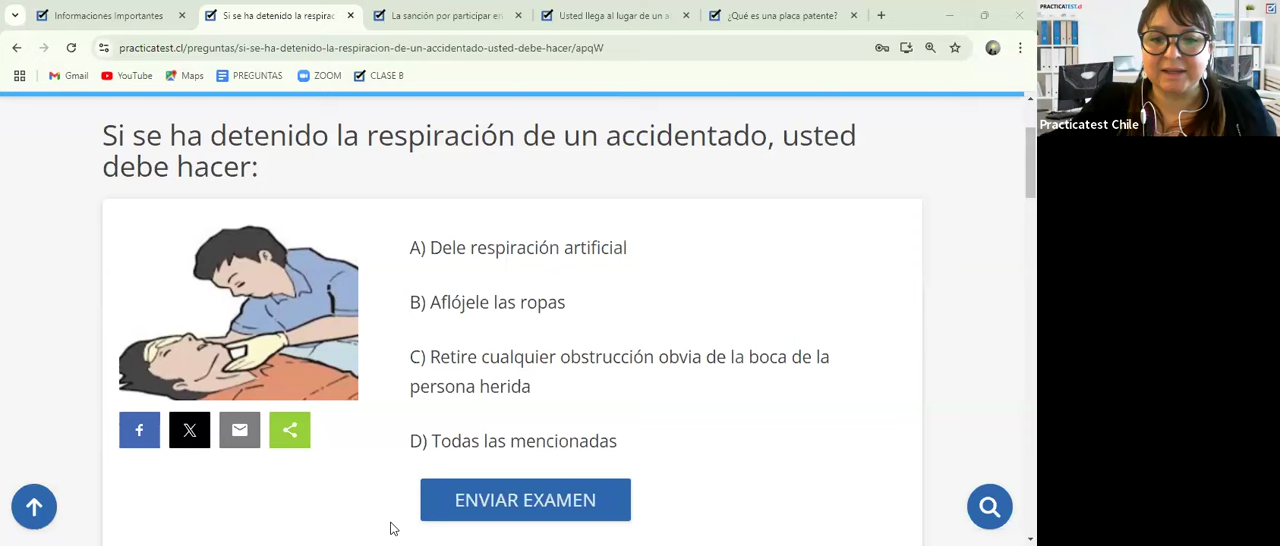 Informaciones Importantes
Si se ha detenido la respirac
La sanción por participar en
Usted llega al lugar de un a
¿Qué es una placa patente?
practicatest.cl/preguntas/si-se-ha-detenido-la-respiracion-de-un-accidentado-usted-debe-hacer/apqW
Gmail
YouTube
Maps
PREGUNTAS
ZOOM
CLASE B
PRACTICATEST.cl
Practicatest Chile
Si se ha detenido la respiración de un accidentado, usted
debe hacer:
A) Dele respiración artificial
B) Aflójele las ropas
C) Retire cualquier obstrucción obvia de la boca de la
persona herida
D) Todas las mencionadas
ENVIAR EXAMEN